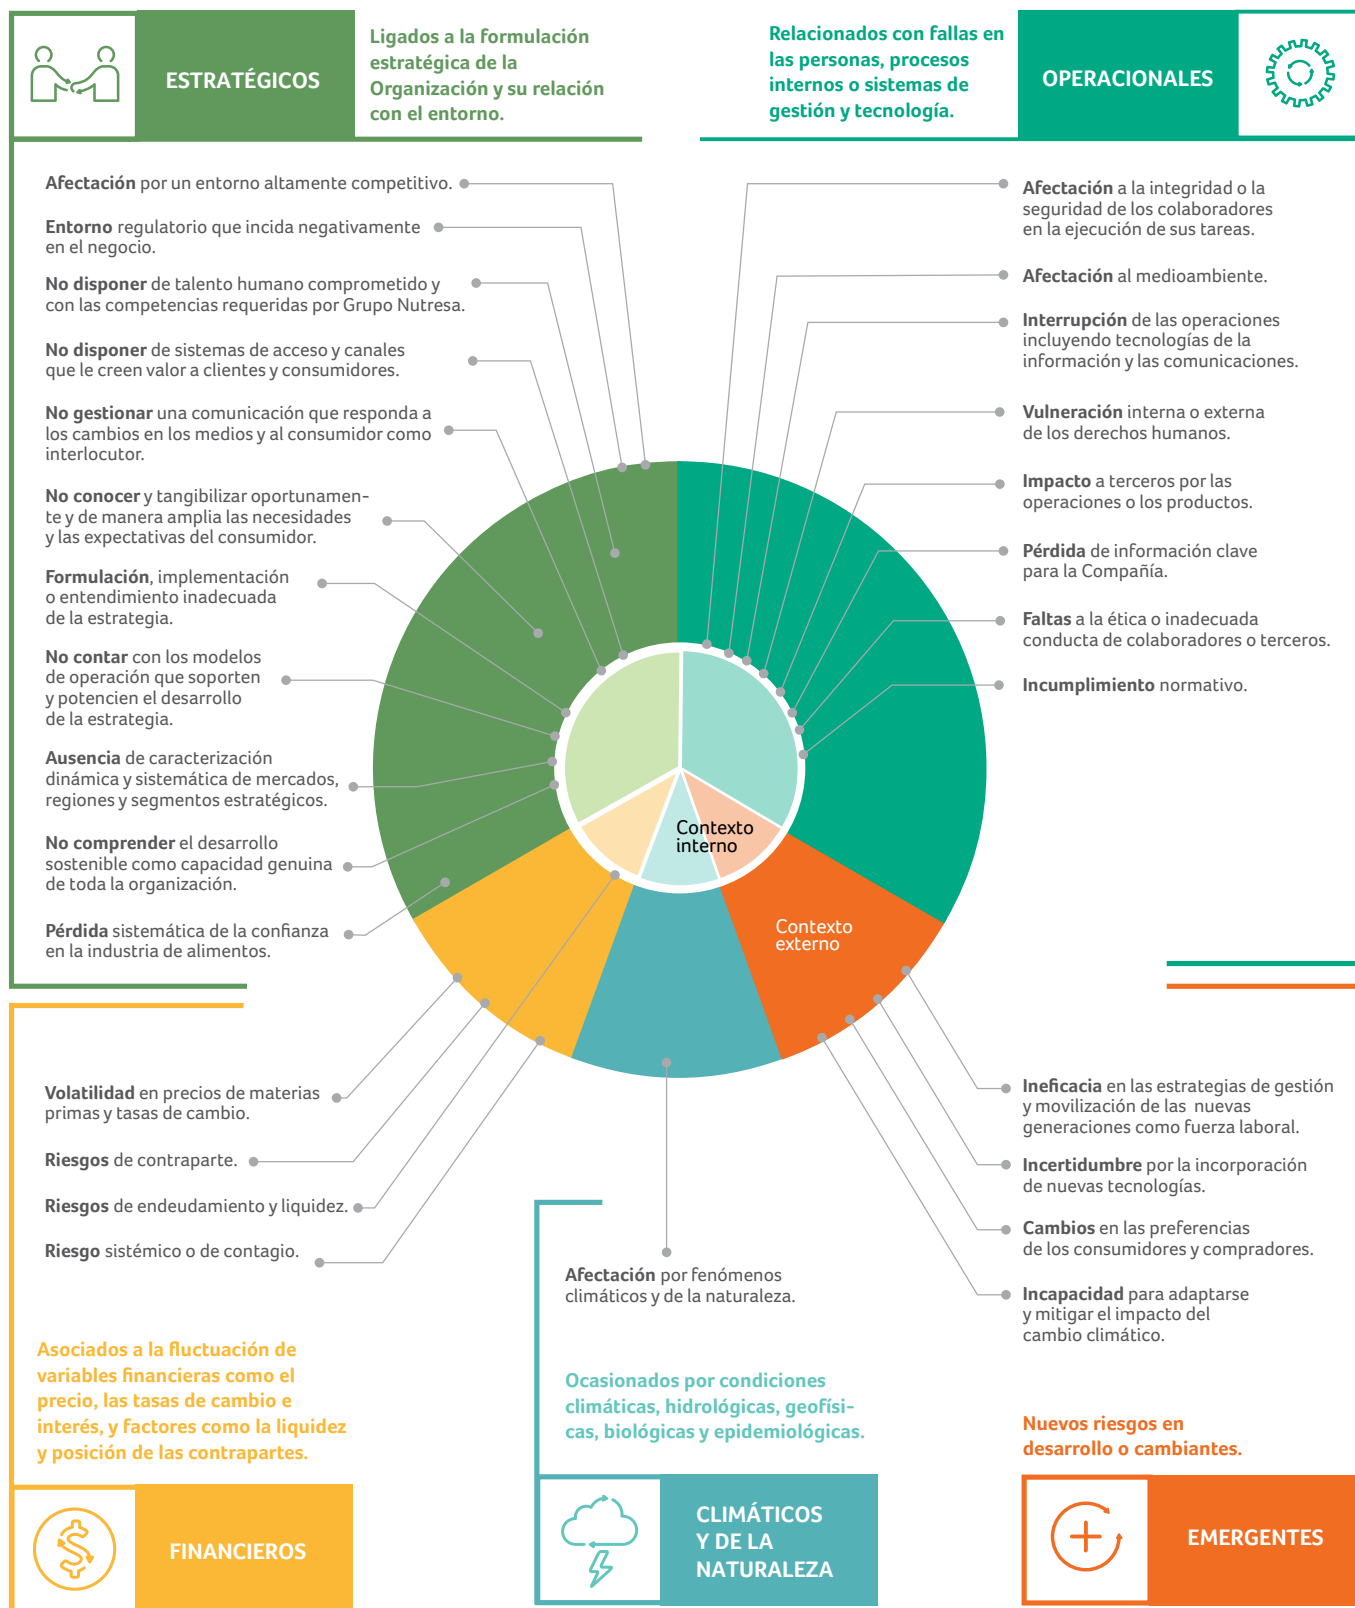 ESTRATÉGICOS
Ligados a la formulación
estratégica de la
Organización y su relación
con el entorno.
Relacionados con fallas en
las personas, procesos
internos o sistemas de
gestión y tecnología.
OPERACIONALES
Afectación por un entorno altamente competitivo.
Entorno regulatorio que incida negativamente
en el negocio.
No disponer de talento humano comprometido y
con las competencias requeridas por Grupo Nutresa.
No disponer de sistemas de acceso y canales
que le creen valor a clientes y consumidores.
No gestionar una comunicación que responda a
los cambios en los medios y al consumidor como
interlocutor.
No conocer y tangibilizar oportunamen-
te y de manera amplia las necesidades
y las expectativas del consumidor.
Formulación, implementación
o entendimiento inadecuada
de la estrategia.
No contar con los modelos
de operación que soporten
y potencien el desarrollo
de la estrategia.
Ausencia de caracterización
dinámica y sistemática de mercados,
regiones y segmentos estratégicos.
No comprender el desarrollo
sostenible como capacidad genuina
de toda la organización.
Pérdida sistemática de la confianza
en la industria de alimentos.
Afectación a la integridad o la
seguridad de los colaboradores
en la ejecución de sus tareas.
Afectación al medioambiente.
Interrupción de las operaciones
incluyendo tecnologías de la
información y las comunicaciones.
Vulneración interna o externa
de los derechos humanos.
Impacto a terceros por las
operaciones o los productos.
Pérdida de información clave
para la Compañía.
Faltas a la ética o inadecuada
conducta de colaboradores o terceros.
Incumplimiento normativo.
Contexto
interno
Contexto
externo
Volatilidad en precios de materias
primas y tasas de cambio.
Riesgos de contraparte.
Riesgos de endeudamiento y liquidez.
Riesgo sistémico o de contagio.
Asociados a la fluctuación de
variables financieras como el
precio, las tasas de cambio e
interés, y factores como la liquidez
y posición de las contrapartes.
FINANCIEROS
Afectación por fenómenos
climáticos y de la naturaleza.
Ocasionados por condiciones
climáticas, hidrológicas, geofísi-
cas, biológicas y epidemiológicas.
CLIMÁTICOS
Y DE LA
NATURALEZA
Ineficacia en las estrategias de gestión
y movilización de las nuevas
generaciones como fuerza laboral.
Incertidumbre por la incorporación
de nuevas tecnologías.
Cambios en las preferencias
de los consumidores y compradores.
Incapacidad para adaptarse
y mitigar el impacto del
cambio climático.
Nuevos riesgos en
desarrollo o cambiantes.
EMERGENTES